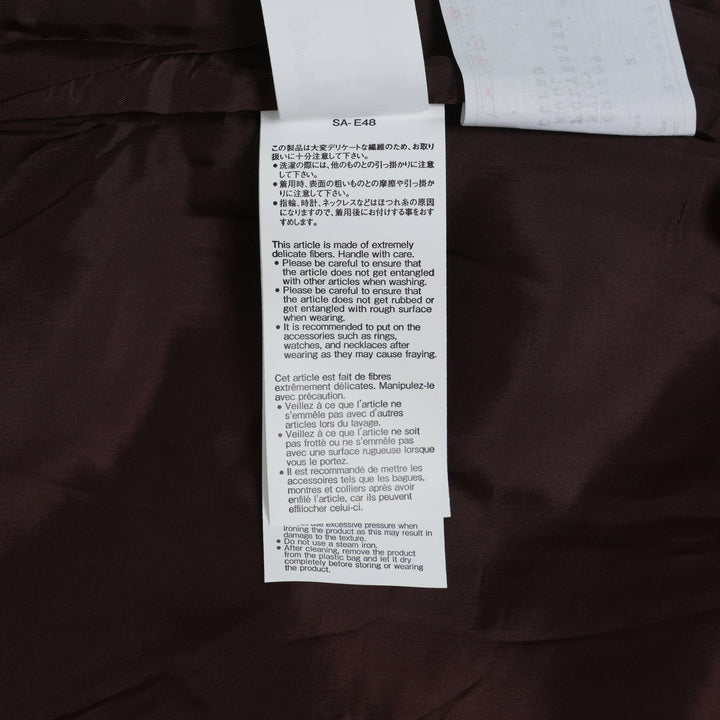 SA-E48
この製品は大変デリケートな繊維のため、お取り
扱いに十分注意して下さい。
●洗濯の際には、他のものとの引っ掛かりに注意
して下さい。
●着用時、表面の粗いものとの摩擦や引っ掛か
りに注意して下さい。
●指輪、時計、ネックレスなどはほつれ糸の原因
になりますので、着用後にお付けする事をおす
すめします。
This article is made of extremely
delicate fibers. Handle with care.
● Please be careful to ensure that
the article does not get entangled
with other articles when washing.
● Please be careful to ensure that
the article does not get rubbed or
get entangled with rough surface
when wearing.
● It is recommended to put on the
accessories such as rings,
watches, and necklaces after
wearing as they may cause fraying.
Cet article est fait de fibres
extrêmement délicates. Manipulez-le
avec précaution.
● Veillez à ce que l'article ne
s'emmêle pas avec d'autres
articles lors du lavage.
● Veillez à ce que l'article ne soit
pas frotté ou ne s'emmêle pas
avec une surface rugueuse lorsque
vous le portez.
● Il est recommandé de mettre les
accessoires tels que les bagues,
montres et colliers après avoir
enfilé l'article, car ils peuvent
effilocher celui-ci.
use excessive pressure when
ironing the product as this may result in
damage to the texture.
● Do not use a steam iron.
● After cleaning, remove the product
from the plastic bag and let it dry
completely before storing or wearing
the product.